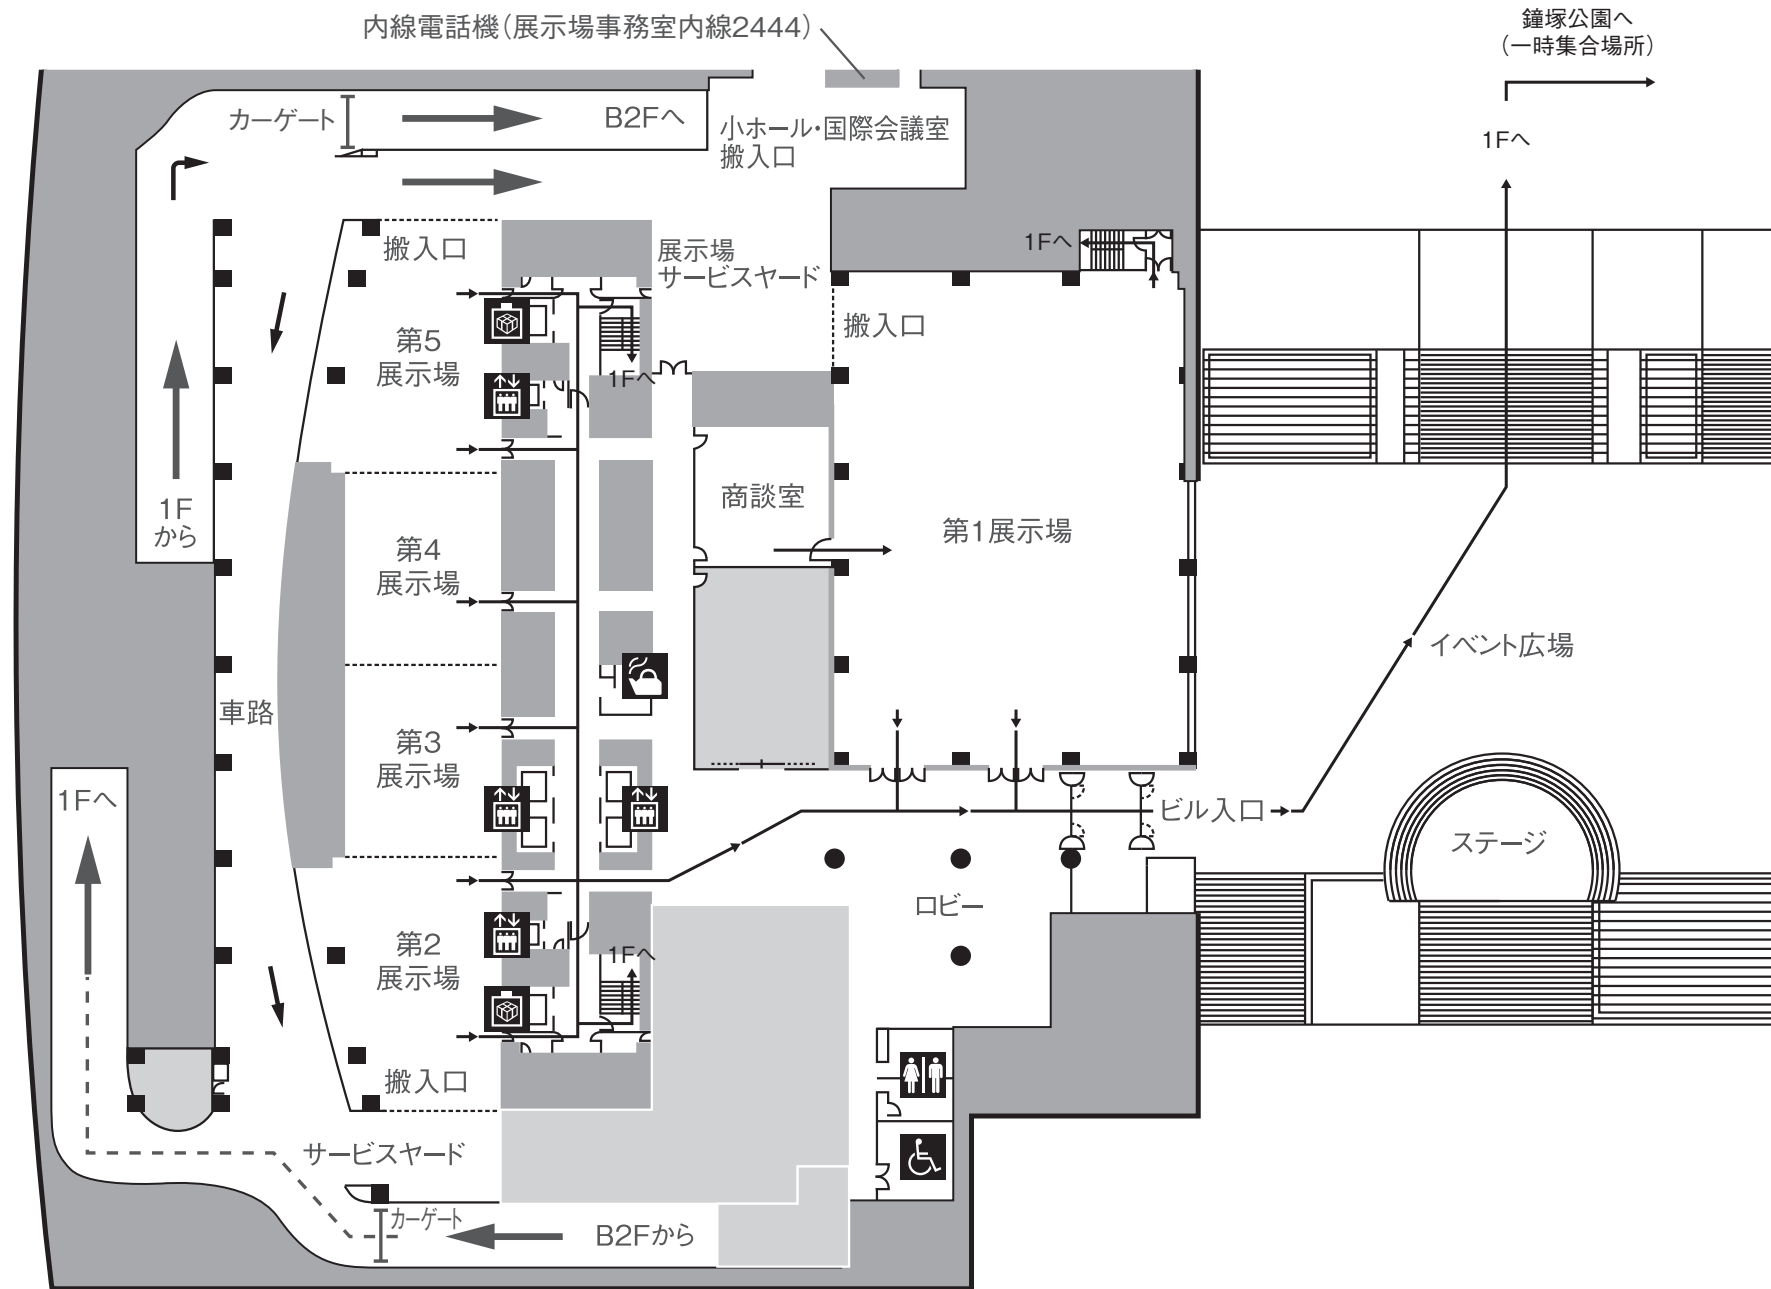 内線電話機（展示場事務室内線2444）
鐘塚公園へ
（一時集合場所）
カーゲート
B2Fへ
小ホール・国際会議室
搬入口
1Fへ
搬入口
展示場
サービスヤード
1Fへ
搬入口
第5
展示場
1Fへ
1F
から
商談室
第1展示場
第4
展示場
イベント広場
車路
第3
展示場
1Fへ
ビル入口
ステージ
ロビー
第2
展示場
1Fへ
搬入口
サービスヤード
カーゲート
B2Fから